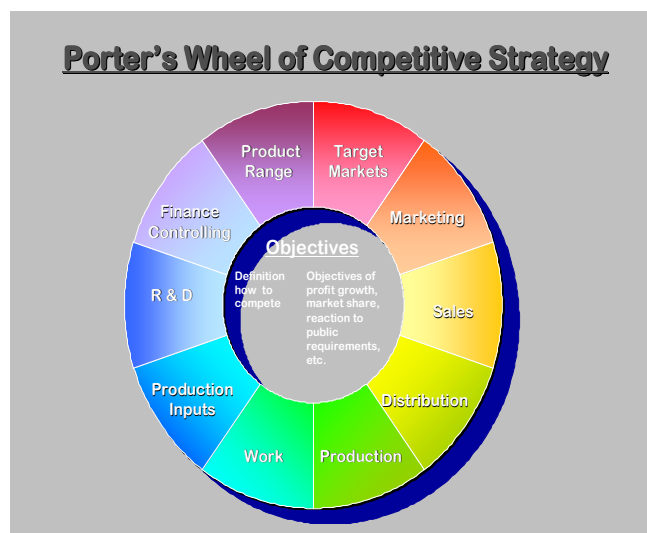 Porter's Wheel of Competitive Strategy
Product
Range
Target
Markets
Finance
Controlling
Marketing
Objectives
Definition
how to
compete
Objectives of
profit growth,
market share,
reaction to
public
requirements,
etc.
R & D
Sales
Production
Inputs
Distribution
Work
Production